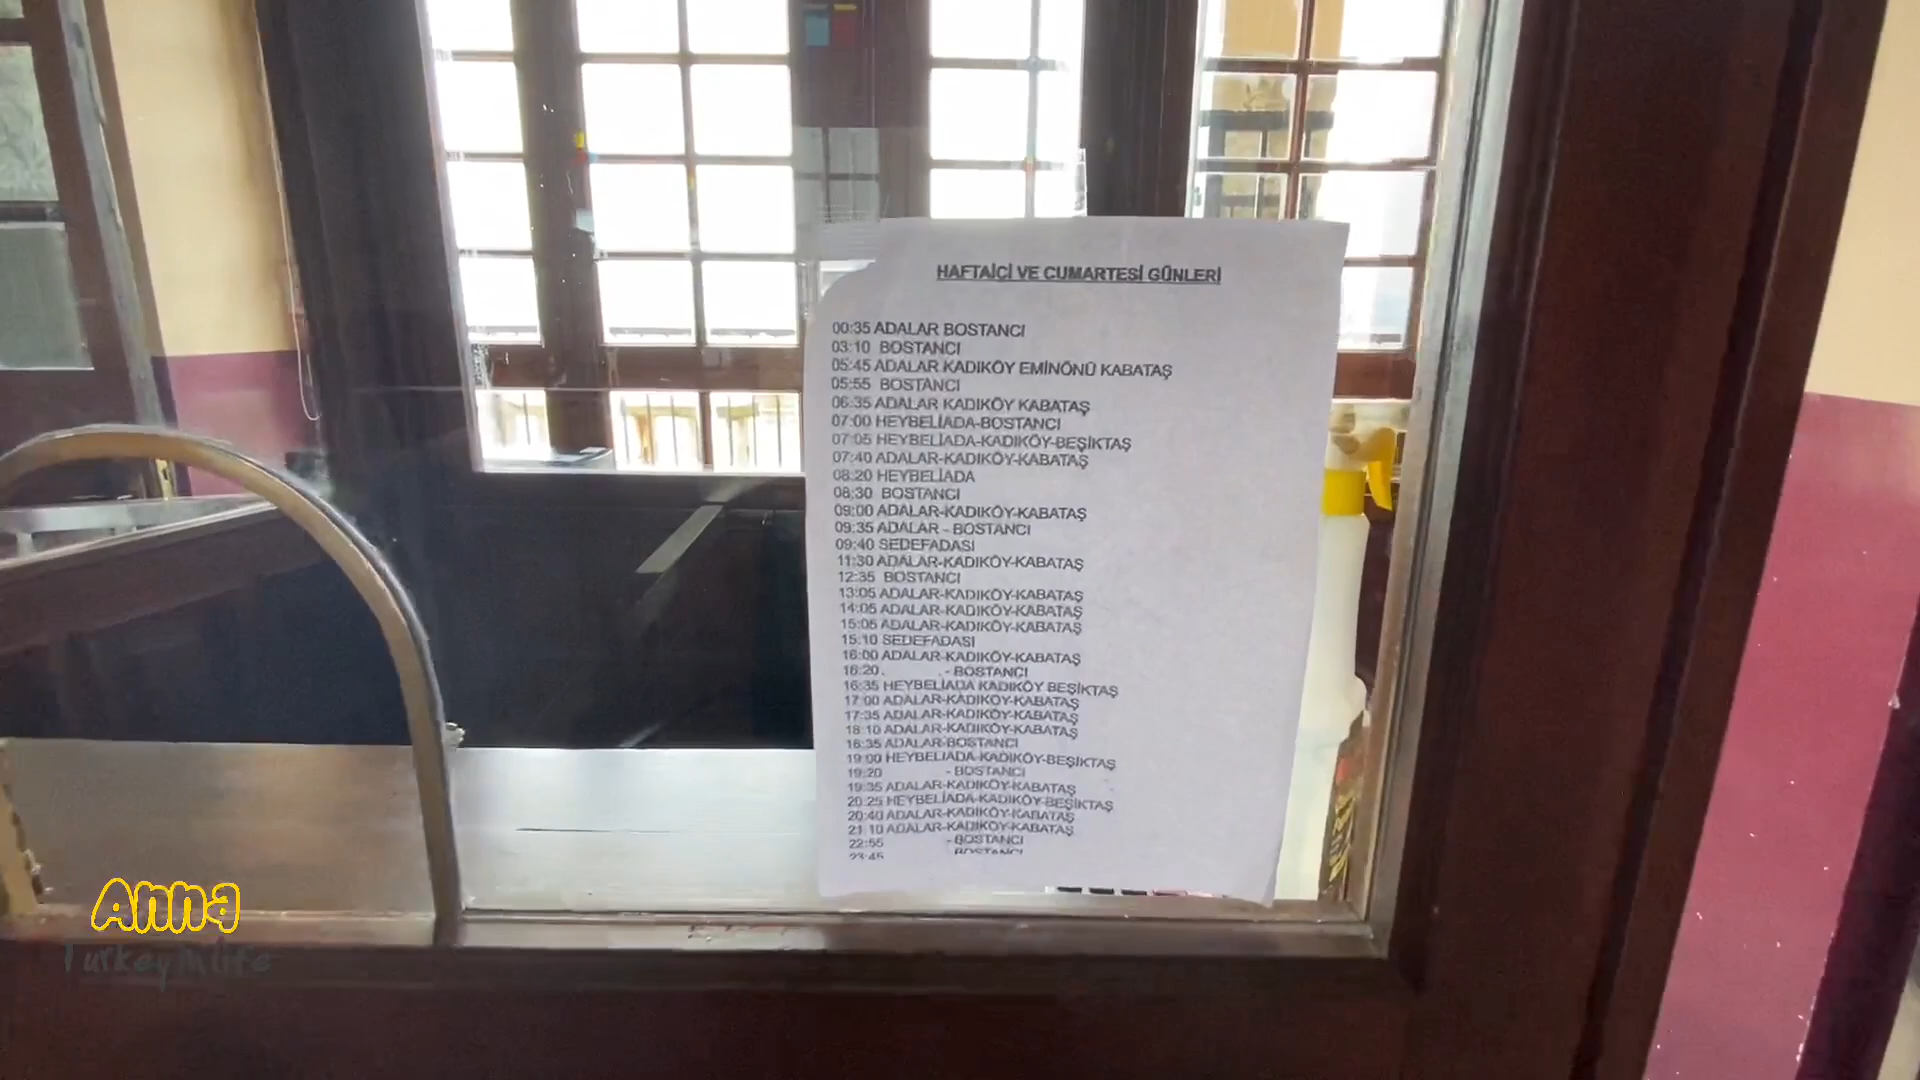 HAFTAİÇİ VE CUMARTESİ GÜNLERİ
00:35 ADALAR BOSTANCI
03:10 BOSTANCI
05:45 ADALAR KADIKÖY EMİNÖNÜ KABATAŞ
05:55 BOSTANCI
06:35 ADALAR KADIKÖY KABATAŞ
07:00 HEYBELİADA-BOSTANCI
07:05 HEYBELİADA-KADIKÖY-BEŞİKTAŞ
07:40 ADALAR-KADIKÖY-KABATAŞ
08:20 HEYBELİADA
08:30 BOSTANCI
09:00 ADALAR-KADIKÖY-KABATAŞ
09:35 ADALAR - BOSTANCI
09:40 SEDEFADASI
11:30 ADALAR-KADIKÖY-KABATAŞ
12:35 BOSTANCI
13:05 ADALAR-KADIKÖY-KABATAŞ
14:05 ADALAR-KADIKÖY-KABATAŞ
15:05 ADALAR-KADIKÖY-KABATAŞ
15:10 SEDEFADASI
16:00 ADALAR-KADIKÖY-KABATAŞ
16:20 - BOSTANCI
16:35 HEYBELİADA KADIKÖY BEŞİKTAŞ
17:00 ADALAR-KADIKÖY-KABATAŞ
17:35 ADALAR-KADIKÖY-KABATAŞ
18:10 ADALAR-KADIKÖY-KABATAŞ
ADALAR-BOSTANCI
19:00 HEYBELİADA-KADIKÖY-BEŞİKTAŞ
19:20 - BOSTANCI
19:35 ADALAR-KADIKÖY-KABATAŞ
20:25 HEYBELİADA-KADIKÖY-BEŞİKTAŞ
20:40 ADALAR-KADIKÖY-KABATAŞ
21:10 ADALAR-KADIKÖY-KABATAŞ
22:55 - BOSTANCI
23:45 BOSTANCI
Anna
Turkeyinlife